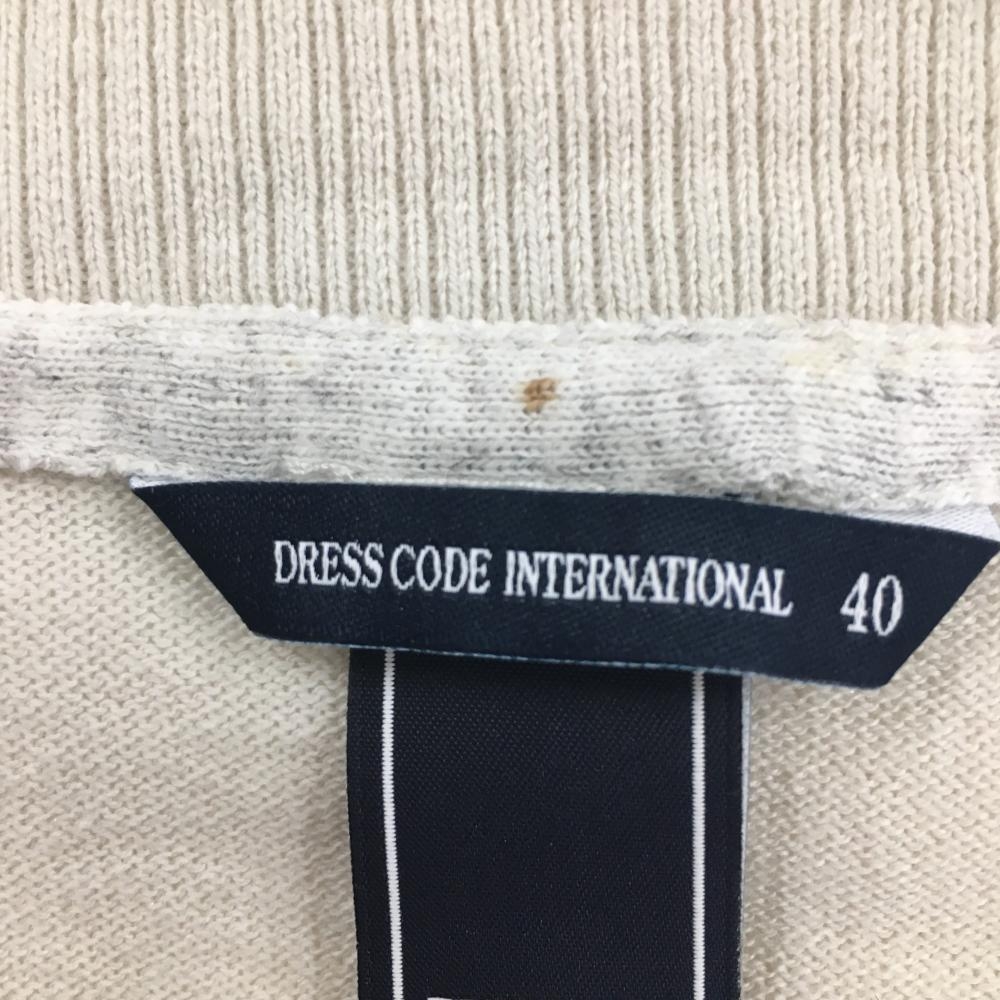 DRESS CODE INTERNATIONAL 40